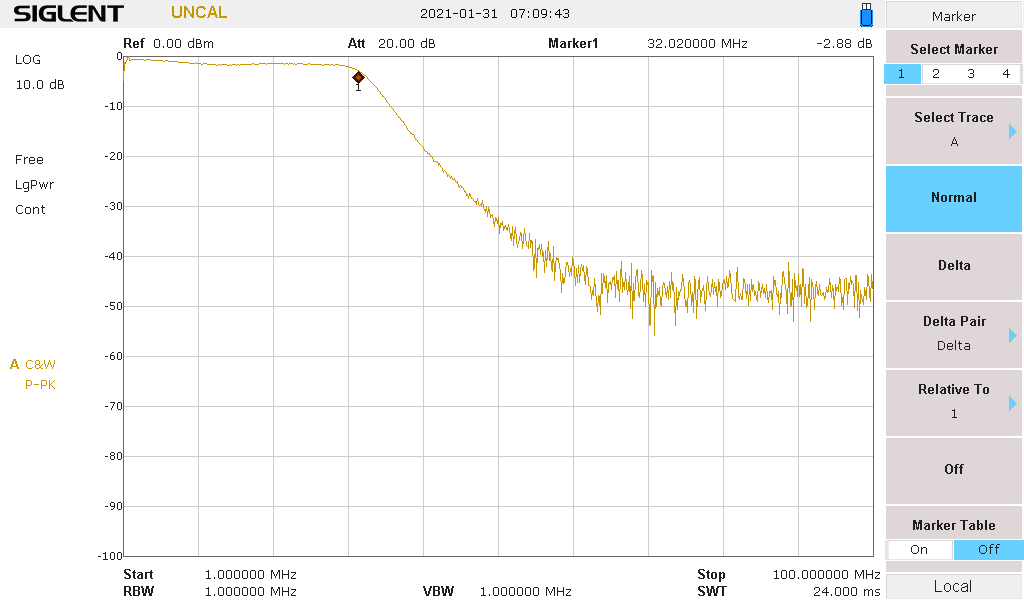 SIGLENT UNCAL 2021-01-31 07:09:43 Marker
Ref 0.00 dBm Att 20.00 dB Marker1 32.020000 MHz -2.88 dB
LOG
10.0 dB
Free
LgPwr
Cont
A C&W
P-PK
0
-10
-20
-30
-40
-50
-60
-70
-80
-90
-100
1
Start 1.000000 MHz Stop 100.000000 MHz
RBW 1.000000 MHz VBW 1.000000 MHz SWT 24.000 ms
Select Marker
1 2 3 4
Select Trace
A
Normal
Delta
Delta Pair
Delta
Relative To
1
Off
Marker Table
On Off
Local